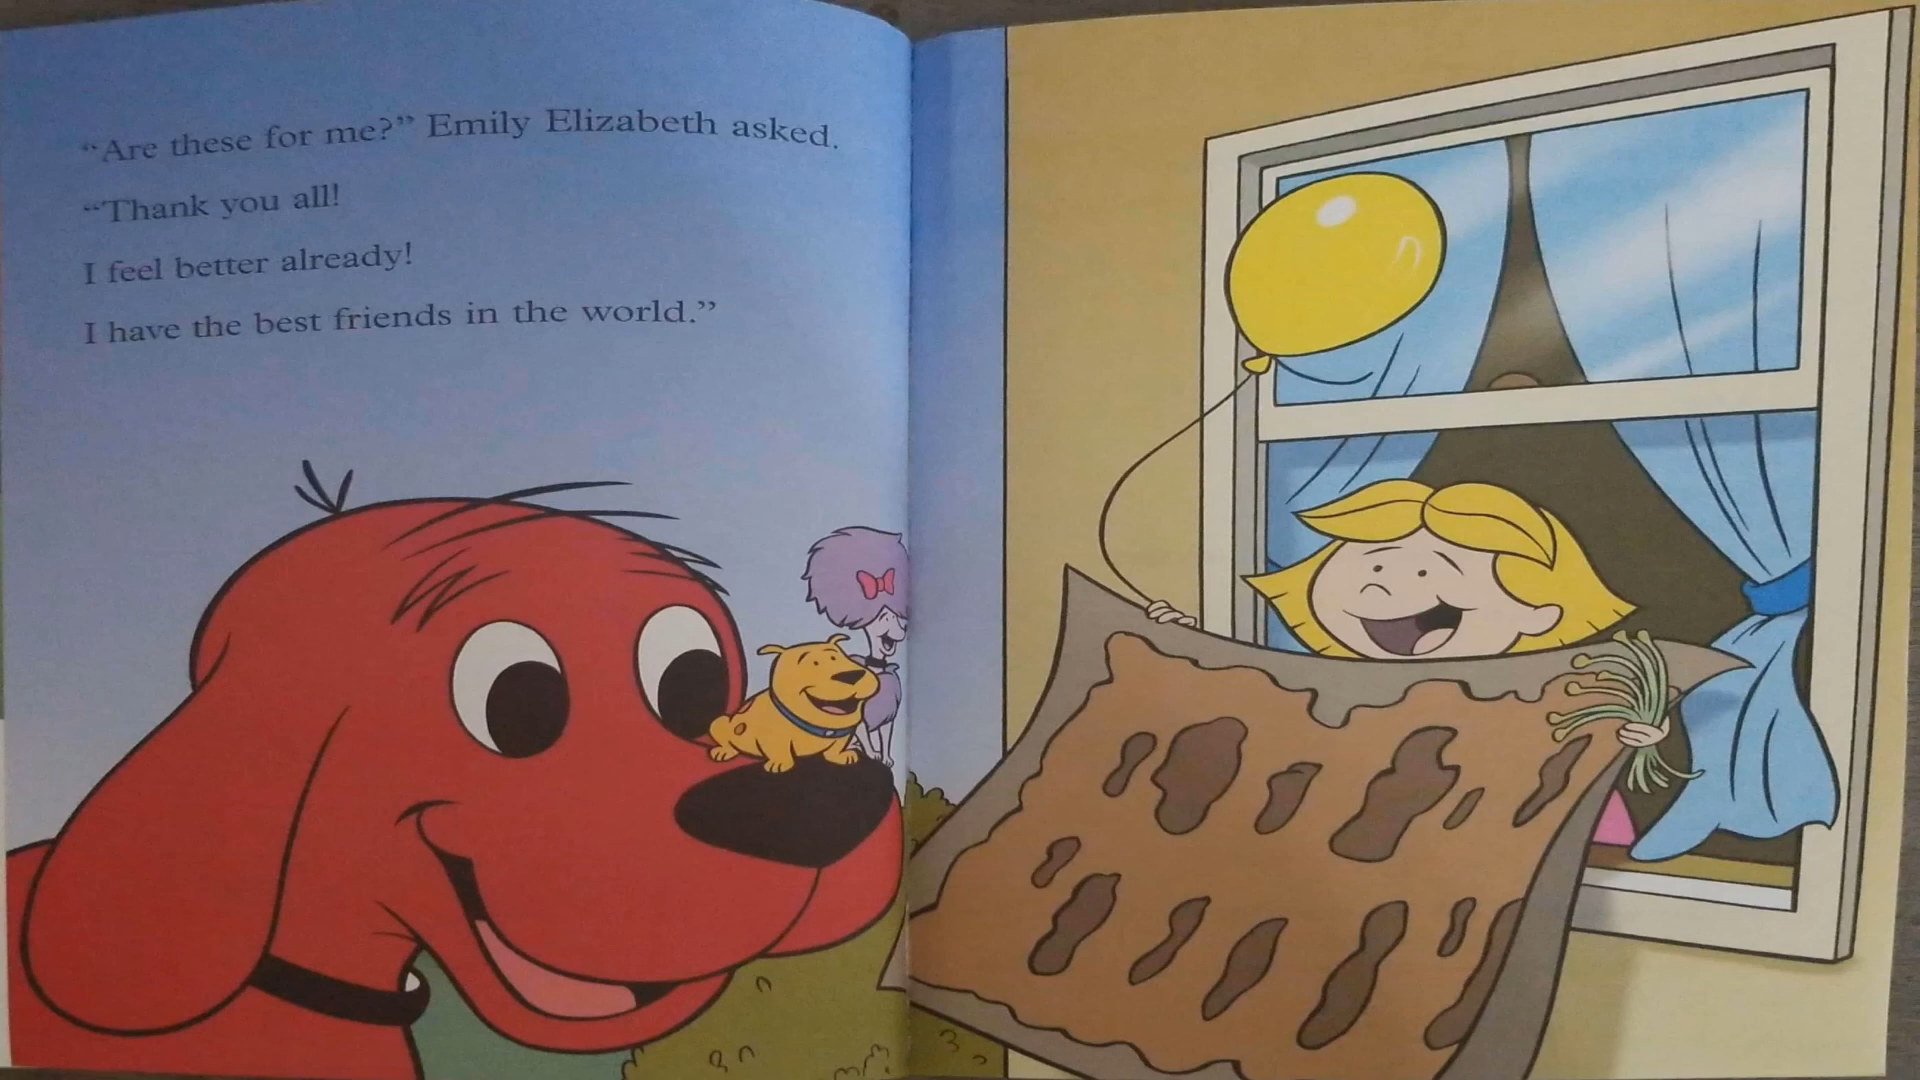 “Are these for me?” Emily Elizabeth asked.
“Thank you all!
I feel better already!
I have the best friends in the world.”